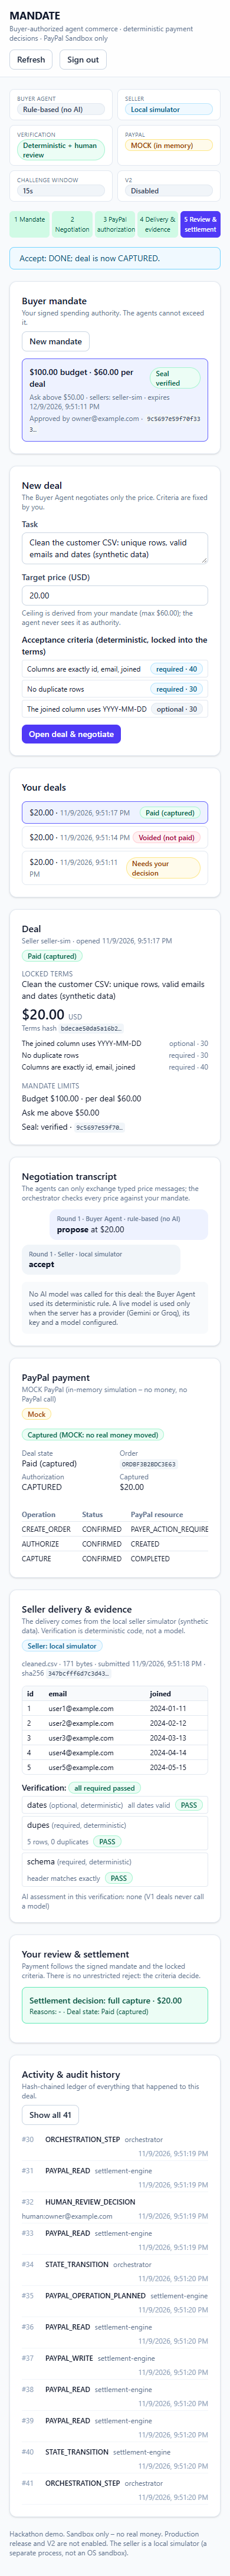 MANDATE
Buyer-authorized agent commerce · deterministic payment
decisions · PayPal Sandbox only
Refresh
Sign out
BUYER AGENT
Rule-based (no AI)
SELLER
Local simulator
VERIFICATION
Deterministic + human
review
PAYPAL
MOCK (in memory)
CHALLENGE WINDOW
15s
V2
Disabled
1 Mandate
2
Negotiation
3 PayPal
authorization
4 Delivery &
evidence
5 Review &
settlement
Accept: DONE; deal is now CAPTURED.
Buyer mandate
Your signed spending authority. The agents cannot exceed
it.
New mandate
$100.00 budget · $60.00 per
deal
Seal
verified
Ask above $50.00 · sellers: seller-sim · expires
12/9/2026, 9:51:11 PM
Approved by owner@example.com · 9c5697e59f70f33
3…
New deal
The Buyer Agent negotiates only the price. Criteria are fixed
by you.
Task
Clean the customer CSV: unique rows, valid
emails and dates (synthetic data)
Target price (USD)
20.00
Ceiling is derived from your mandate (max $60.00); the
agent never sees it as authority.
Acceptance criteria (deterministic, locked into the
terms)
Columns are exactly id, email, joined
required · 40
No duplicate rows
required · 30
The joined column uses YYYY-MM-DD
optional · 30
Open deal & negotiate
Your deals
$20.00 · 11/9/2026, 9:51:17 PM
Paid (captured)
$20.00 · 11/9/2026, 9:51:14 PM
Voided (not paid)
$20.00 · 11/9/2026, 9:51:11
PM
Needs your
decision
Deal
Seller seller-sim · opened 11/9/2026, 9:51:17 PM
Paid (captured)
LOCKED TERMS
Clean the customer CSV: unique rows, valid emails
and dates (synthetic data)
$20.00 USD
Terms hash bdecae50da5a16b2…
The joined column uses YYYY-MM-DD
optional · 30
No duplicate rows
required · 30
Columns are exactly id, email, joined
required · 40
MANDATE LIMITS
Budget $100.00 · per deal $60.00
Ask me above $50.00
Seal: verified · 9c5697e59f70…
Negotiation transcript
The agents can only exchange typed price messages; the
orchestrator checks every price against your mandate.
Round 1 · Buyer Agent · rule-based (no AI)
propose at $20.00
Round 1 · Seller · local simulator
accept
No AI model was called for this deal: the Buyer Agent
used its deterministic rule. A live model is used only
when the server has a provider (Gemini or Groq), its
key and a model configured.
PayPal payment
MOCK PayPal (in-memory simulation – no money, no
PayPal call)
Mock
Captured (MOCK: no real money moved)
Deal state
Paid (captured)
Order
ORDBF3B2BDC3E63
Authorization
CAPTURED
Captured
$20.00
Operation
Status
PayPal resource
CREATE_ORDER
CONFIRMED
PAYER_ACTION_REQUIRE
AUTHORIZE
CONFIRMED
CREATED
CAPTURE
CONFIRMED
COMPLETED
Seller delivery & evidence
The delivery comes from the local seller simulator (synthetic
data). Verification is deterministic code, not a model.
Seller: local simulator
cleaned.csv · 171 bytes · submitted 11/9/2026, 9:51:18 PM ·
sha256 347bcfff6d7c3d43…
id
email
joined
1
user1@example.com
2024-01-11
2
user2@example.com
2024-02-12
3
user3@example.com
2024-03-13
4
user4@example.com
2024-04-14
5
user5@example.com
2024-05-15
Verification: all required passed
dates (optional, deterministic) all dates valid PASS
dupes (required, deterministic)
5 rows, 0 duplicates PASS
schema (required, deterministic)
header matches exactly PASS
AI assessment in this verification: none (V1 deals never call
a model)
Your review & settlement
Payment follows the signed mandate and the locked
criteria. There is no unrestricted reject: the criteria decide.
Settlement decision: full capture · $20.00
Reasons: - · Deal state: Paid (captured)
Activity & audit history
Hash-chained ledger of everything that happened to this
deal.
Show all 41
#30 ORCHESTRATION_STEP orchestrator
11/9/2026, 9:51:19 PM
#31 PAYPAL_READ settlement-engine
11/9/2026, 9:51:19 PM
#32 HUMAN_REVIEW_DECISION
human:owner@example.com 11/9/2026, 9:51:19 PM
#33 PAYPAL_READ settlement-engine
11/9/2026, 9:51:19 PM
#34 STATE_TRANSITION orchestrator
11/9/2026, 9:51:20 PM
#35 PAYPAL_OPERATION_PLANNED settlement-engine
11/9/2026, 9:51:20 PM
#36 PAYPAL_READ settlement-engine
11/9/2026, 9:51:20 PM
#37 PAYPAL_WRITE settlement-engine
11/9/2026, 9:51:20 PM
#38 PAYPAL_READ settlement-engine
11/9/2026, 9:51:20 PM
#39 PAYPAL_READ settlement-engine
11/9/2026, 9:51:20 PM
#40 STATE_TRANSITION settlement-engine
11/9/2026, 9:51:20 PM
#41 ORCHESTRATION_STEP orchestrator
11/9/2026, 9:51:20 PM
Hackathon demo. Sandbox only – no real money. Production
release and V2 are not enabled. The seller is a local simulator (a
separate process, not an OS sandbox).